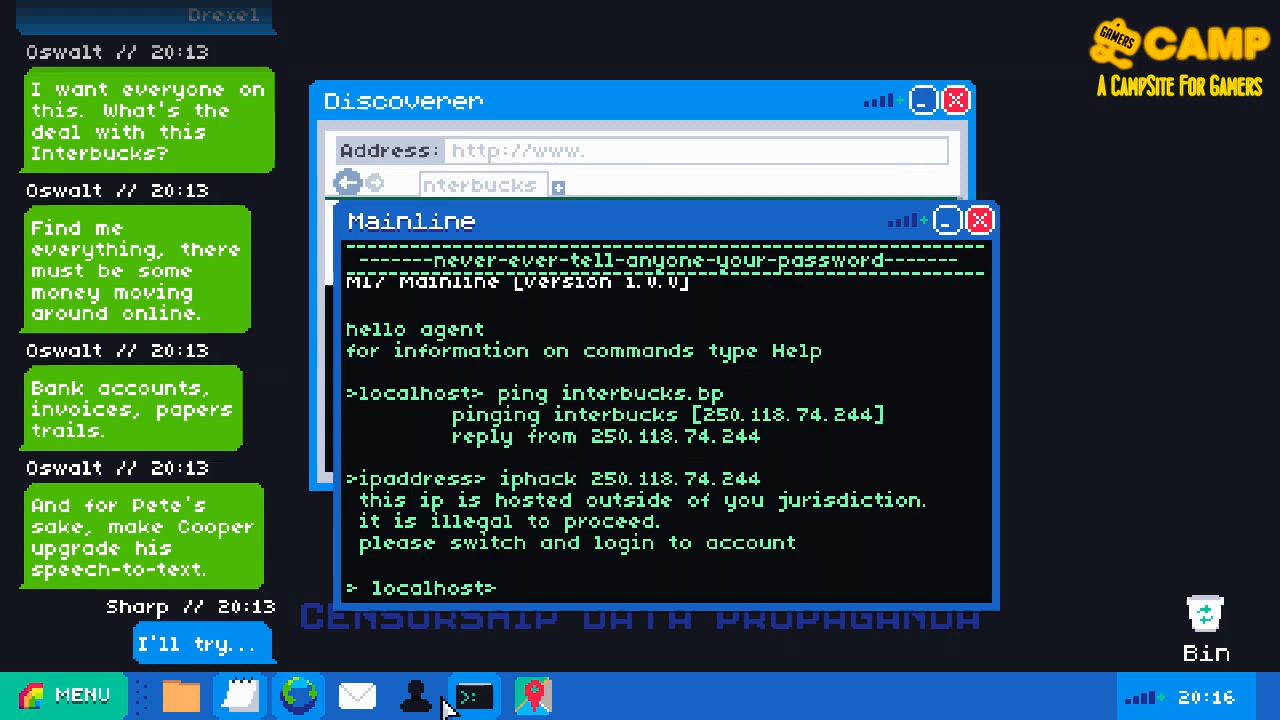 Drexel
Oswalt // 20:13
I want everyone on
this. What's the
deal with this
Interbucks?
Oswalt // 20:13
Find me
everything, there
must be some
money moving
around online.
Oswalt // 20:13
Bank accounts,
invoices, papers
trails.
Oswalt // 20:13
And for Pete's
sake, make Cooper
upgrade his
speech-to-text.
Sharp // 20:13
I'll try...
Discoverer
Address: http://www.
nterbucks
Mainline
-------never-ever-tell-anyone-your-password-------
MI7 Mainline [Version 1.0.0]
hello agent
for information on commands type Help
>localhost> ping interbucks.bp
pinging interbucks [250.118.74.244]
reply from 250.118.74.244
>ipaddress> iphack 250.118.74.244
this ip is hosted outside of you jurisdiction.
it is illegal to proceed.
please switch and login to account
> localhost>
CENSORSHIP DATA PROPAGANDA
GAMERS
CAMP
A CAMPSITE FOR GAMERS
Bin
MENU
20:16